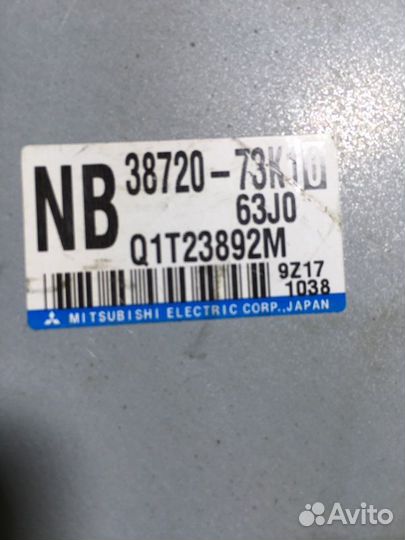 NB 38720-73K10
63J0
Q1T23892M
9Z17
1038
MITSUBISHI ELECTRIC CORP.,JAPAN
Avito